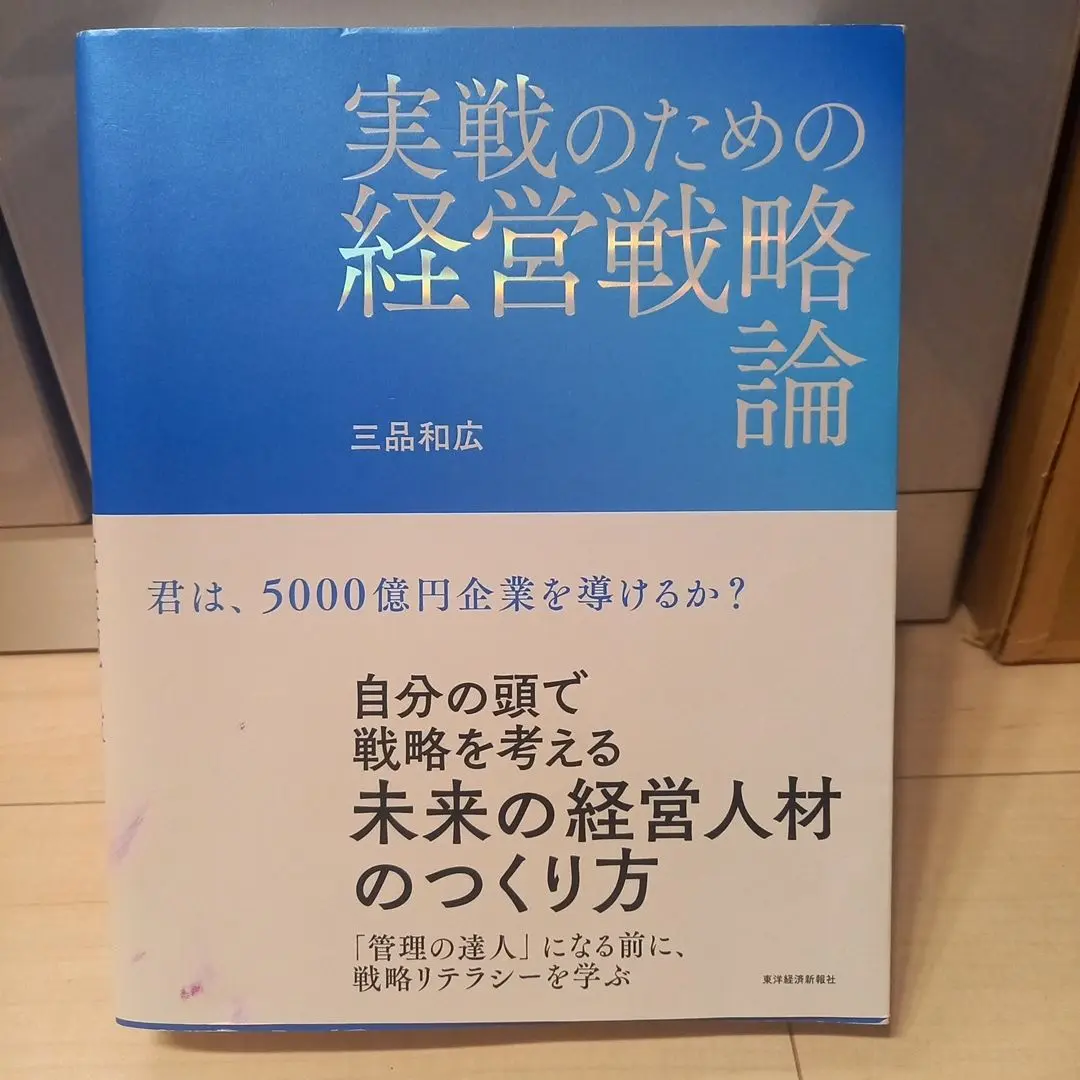 実戦のための
経営戦略
論
三品和広
君は、5000億円企業を導けるか?
自分の頭で
戦略を考える
未来の経営人材
のつくり方
「管理の達人」になる前に、
戦略リテラシーを学ぶ
東洋経済新報社